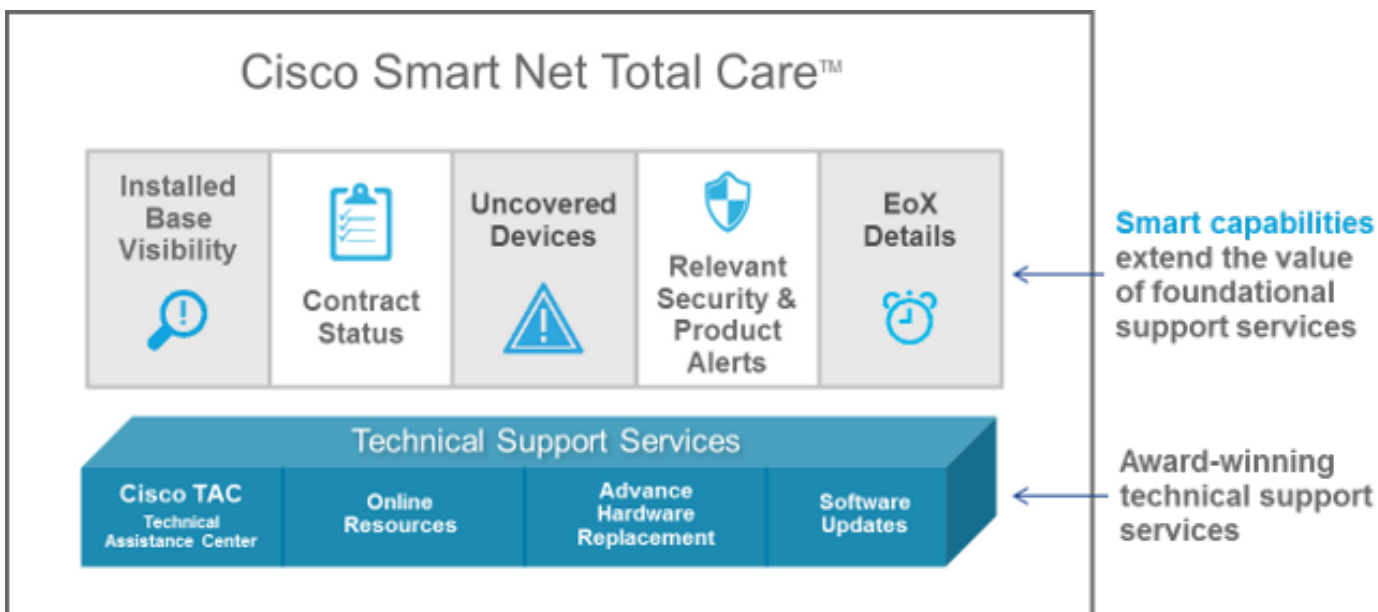 Cisco Smart Net Total Care™
Installed
Base
Visibility
Contract
Status
Uncovered
Devices
Relevant
Security &
Product
Alerts
EoX
Details
Smart capabilities
extend the value
of foundational
support services
Technical Support Services
Cisco TAC
Technical
Assistance Center
Online
Resources
Advance
Hardware
Replacement
Software
Updates
Award-winning
technical support
services